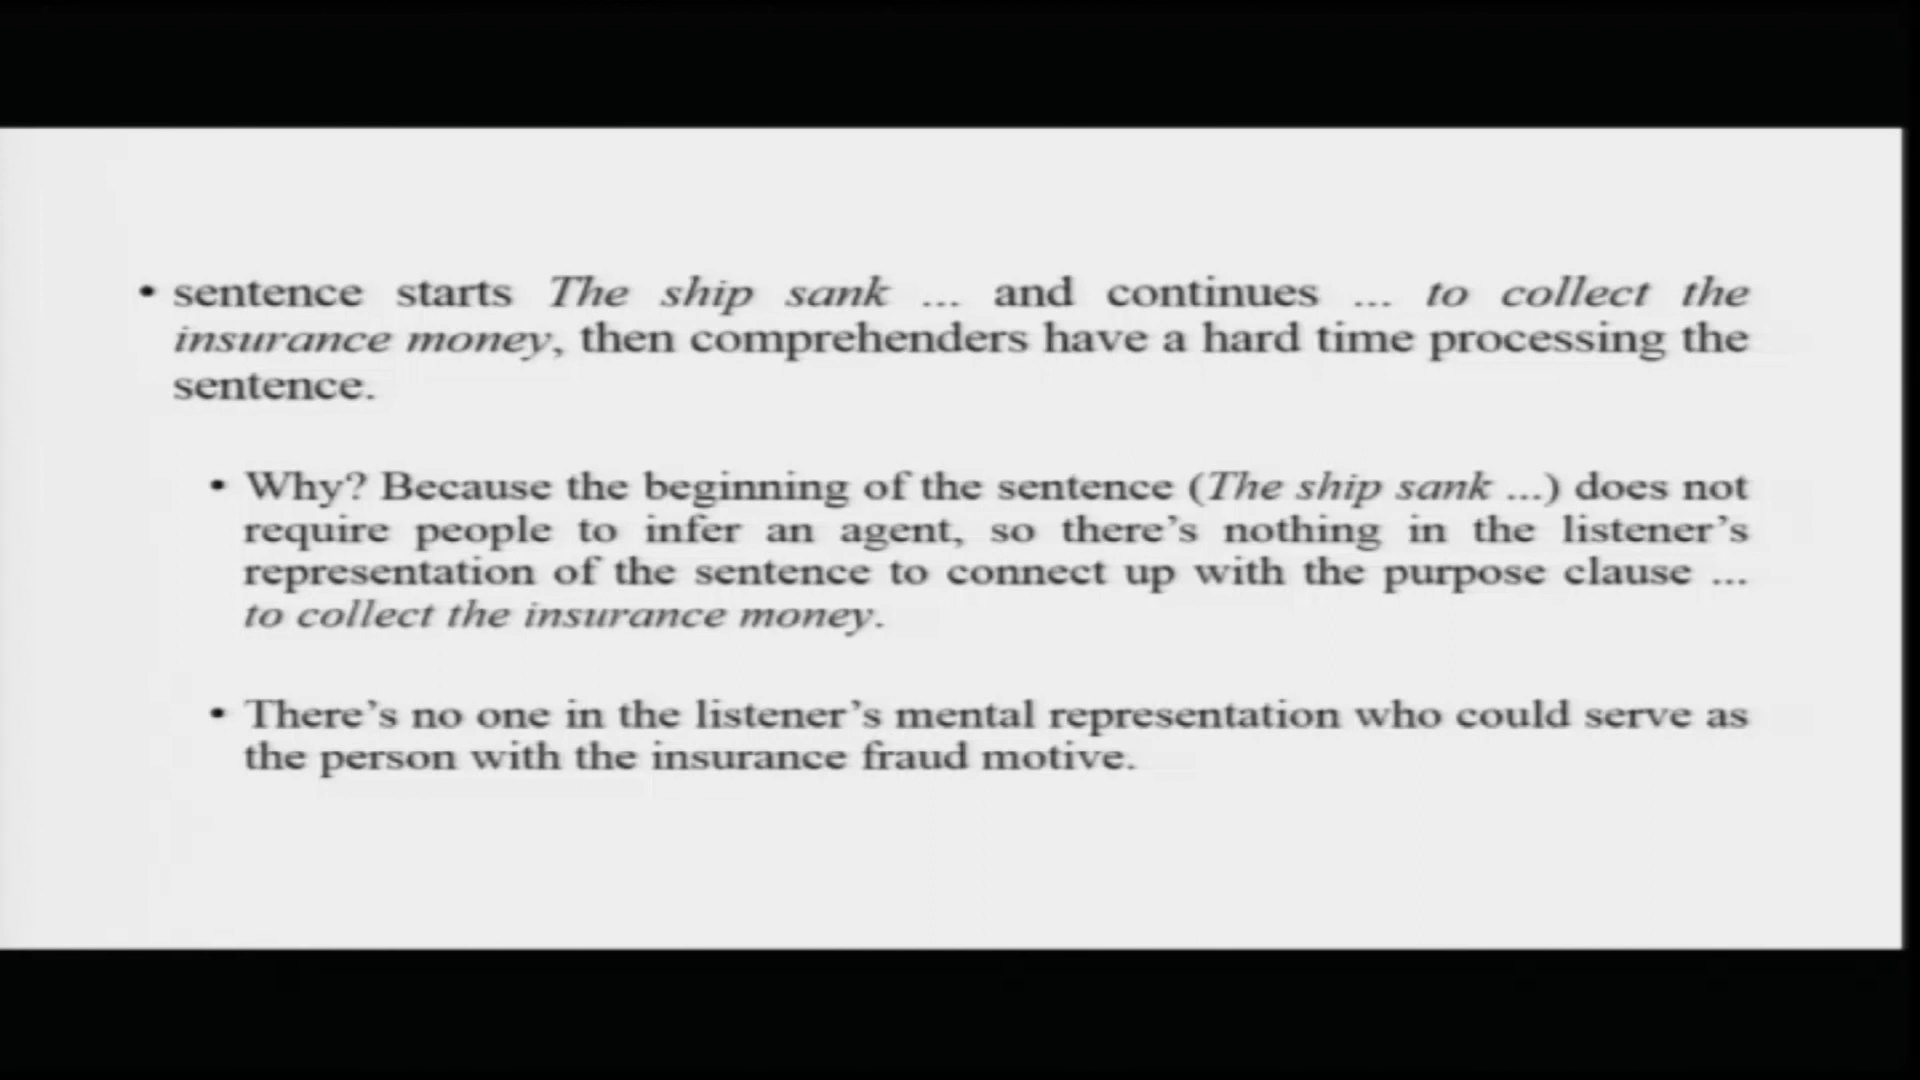 • sentence starts The ship sank ... and continues ... to collect the
insurance money, then comprehenders have a hard time processing the
sentence.
• Why? Because the beginning of the sentence (The ship sank ...) does not
require people to infer an agent, so there’s nothing in the listener’s
representation of the sentence to connect up with the purpose clause ...
to collect the insurance money.
• There’s no one in the listener’s mental representation who could serve as
the person with the insurance fraud motive.